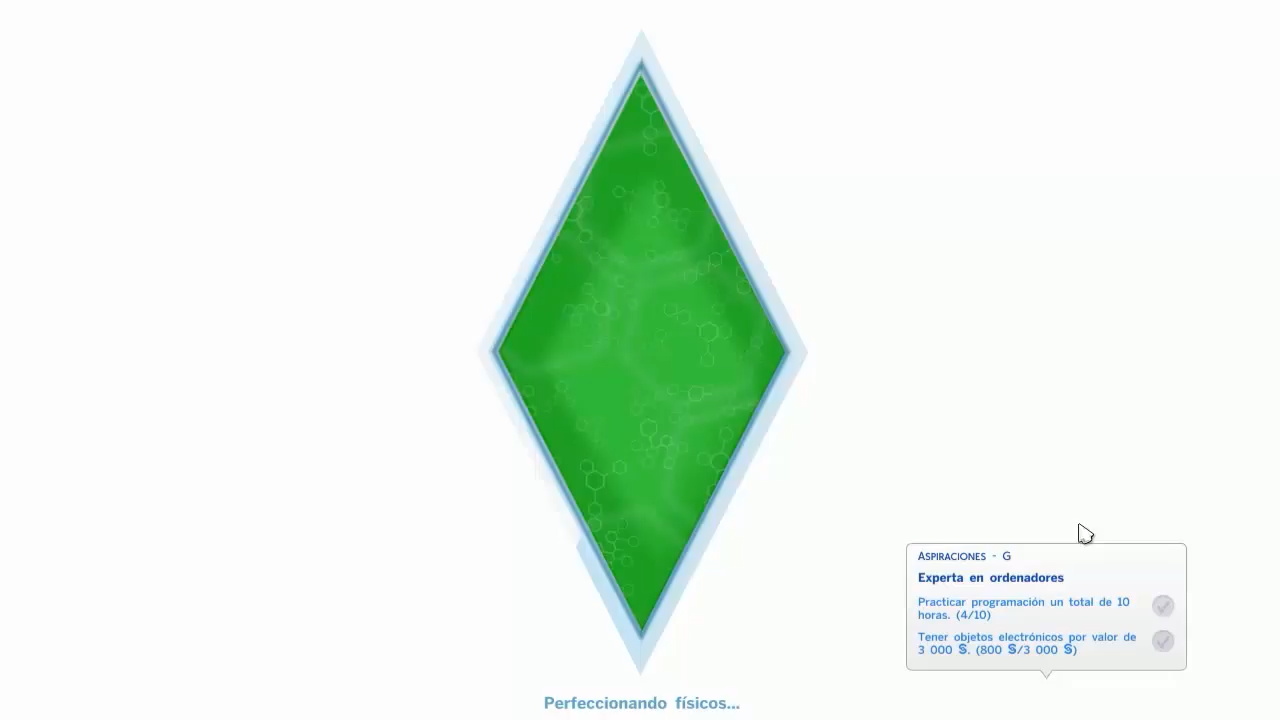 ASPIRACIONES - G
Experta en ordenadores
Practicar programación un total de 10
horas. (4/10)
Tener objetos electrónicos por valor de
3 000 §. (800 §/3 000 §)
Perfeccionando físicos...